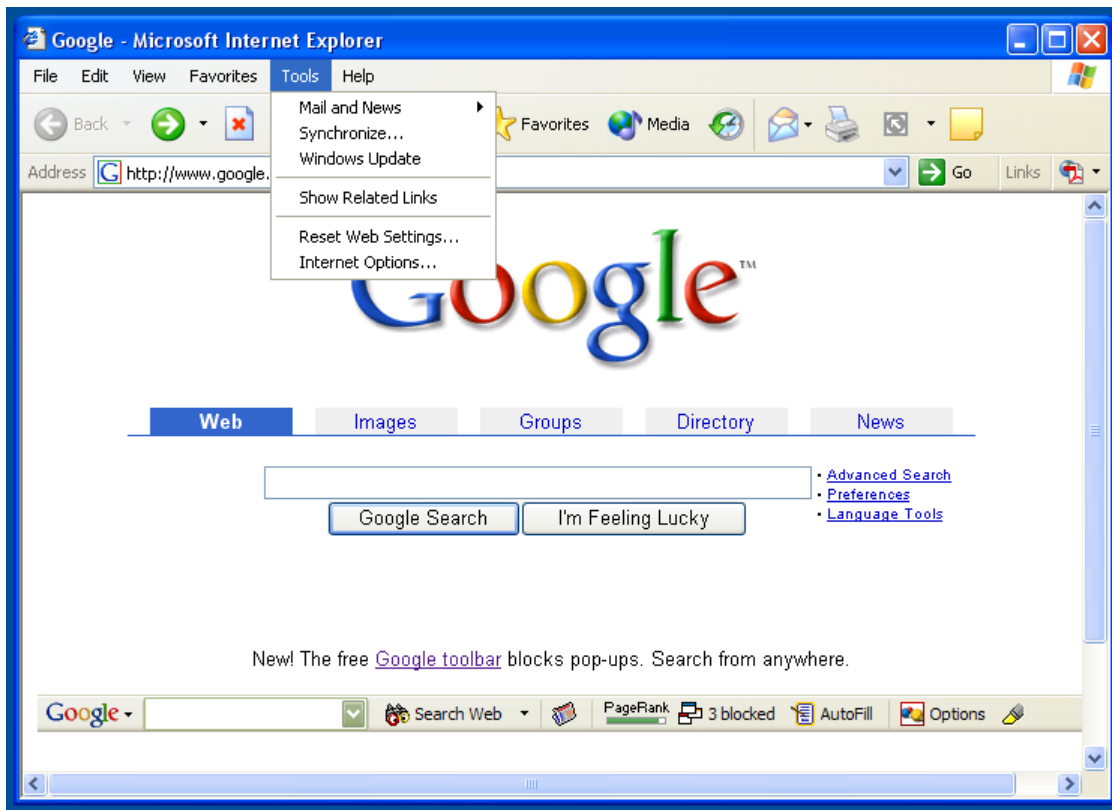 Google - Microsoft Internet Explorer
File Edit View Favorites Tools Help
Mail and News
Synchronize...
Windows Update
Show Related Links
Reset Web Settings...
Internet Options...
Back Favorites Media
Address http://www.google. Go Links
Google™
Web Images Groups Directory News
Advanced Search
Preferences
Language Tools
Google Search I'm Feeling Lucky
New! The free Google toolbar blocks pop-ups. Search from anywhere.
Google Search Web PageRank 3 blocked AutoFill Options